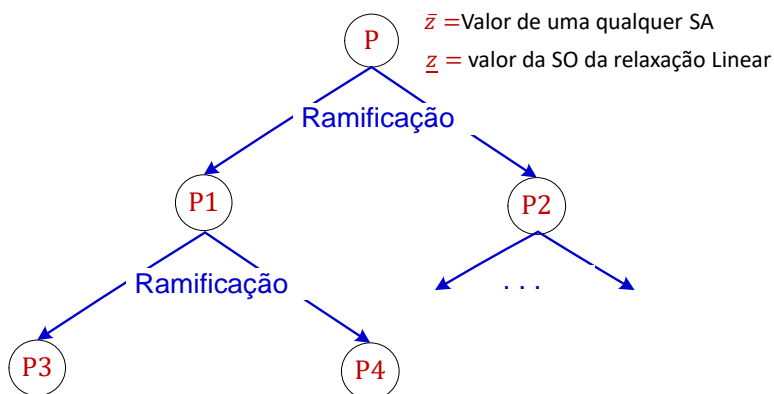 P
z̄ =Valor de uma qualquer SA
z̲ = valor da SO da relaxação Linear
Ramificação
P1
P2
Ramificação
. . .
P3
P4